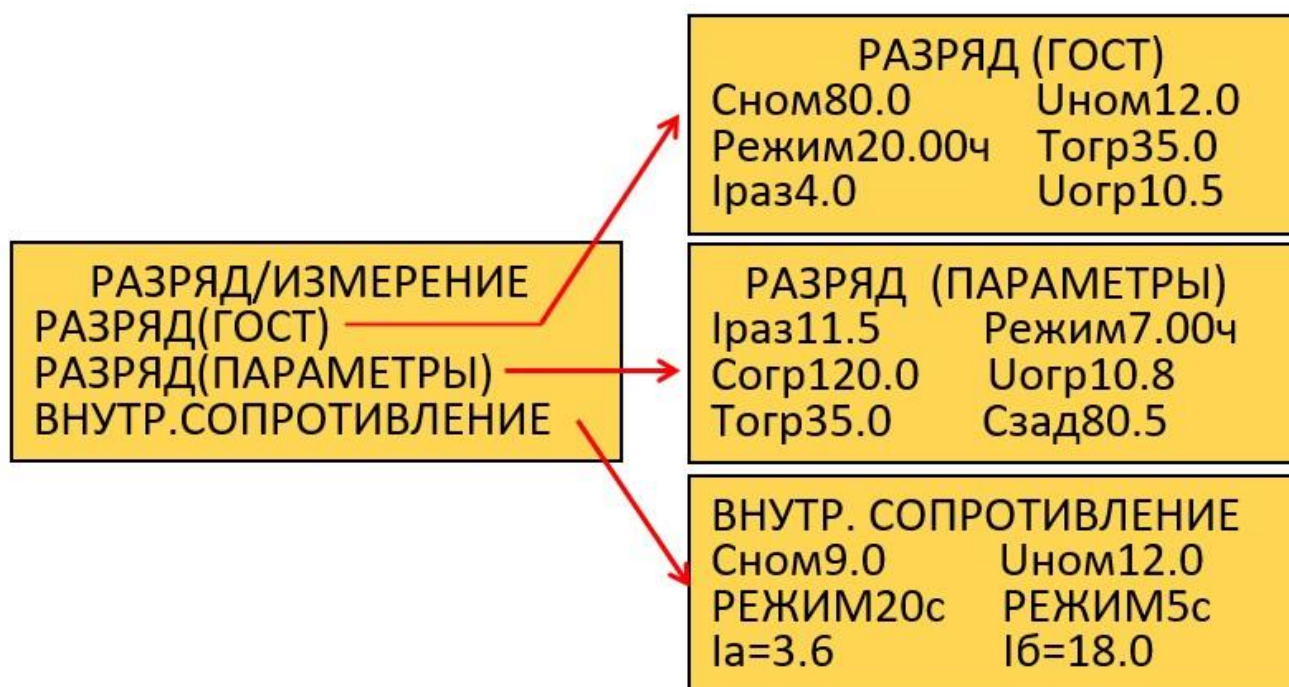 РАЗРЯД/ИЗМЕРЕНИЕ
РАЗРЯД(ГОСТ)
РАЗРЯД(ПАРАМЕТРЫ)
ВНУТР.СОПРОТИВЛЕНИЕ
РАЗРЯД (ГОСТ)
Сном80.0 Uном12.0
Режим20.00ч Тогр35.0
Iраз4.0 Uогр10.5
РАЗРЯД (ПАРАМЕТРЫ)
Iраз11.5 Режим7.00ч
Согр120.0 Uогр10.8
Тогр35.0 Сзад80.5
ВНУТР. СОПРОТИВЛЕНИЕ
Сном9.0 Uном12.0
РЕЖИМ20с РЕЖИМ5с
Iа=3.6 Iб=18.0